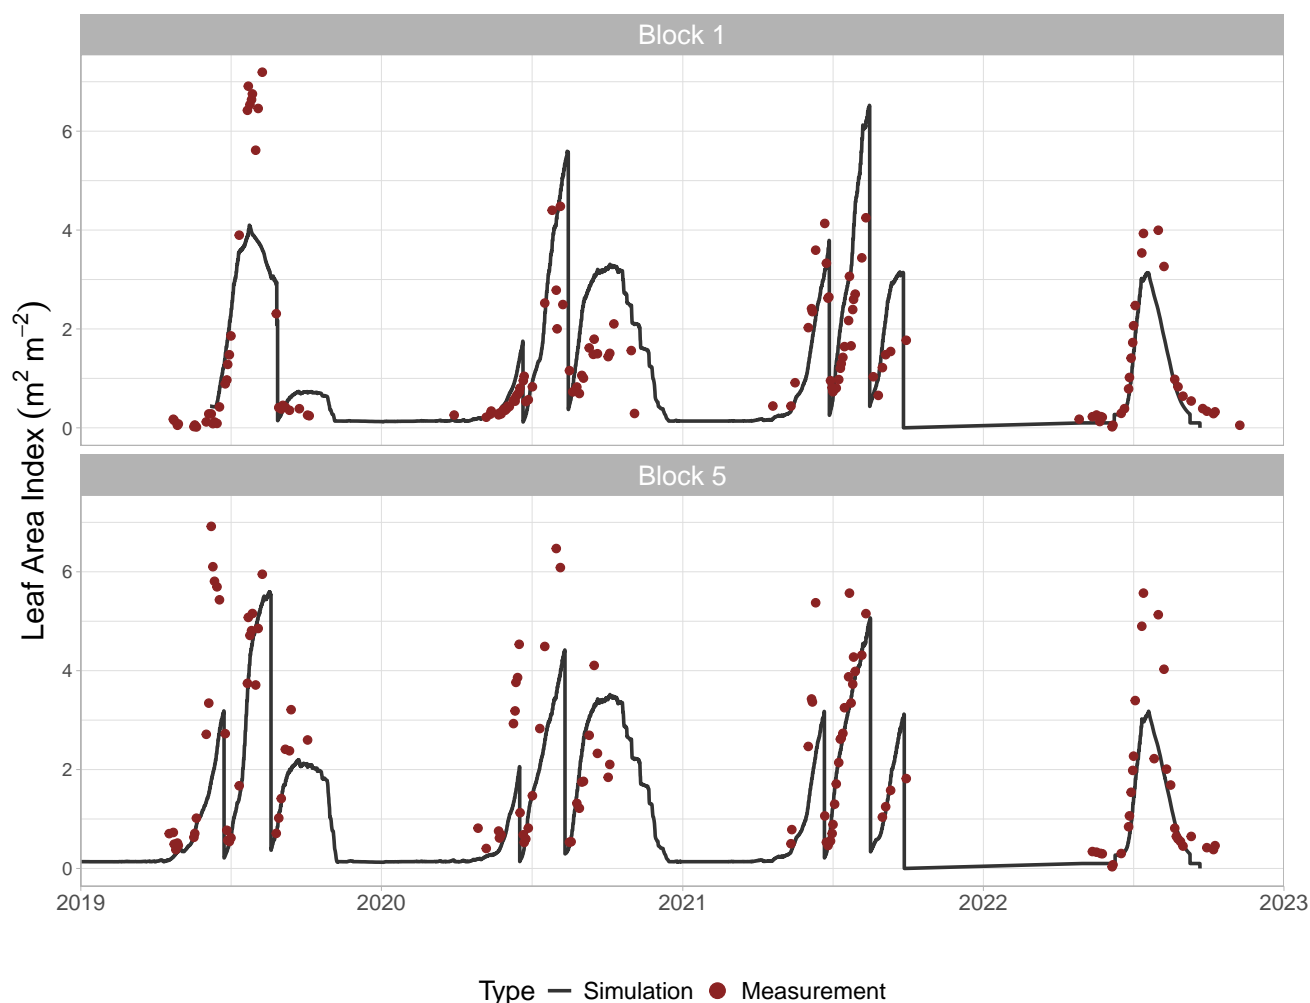 Block 1
6
4
2
0
Block 5
6
4
2
0
Leaf Area Index (m² m⁻²)
2019 2020 2021 2022 2023
Type Simulation Measurement